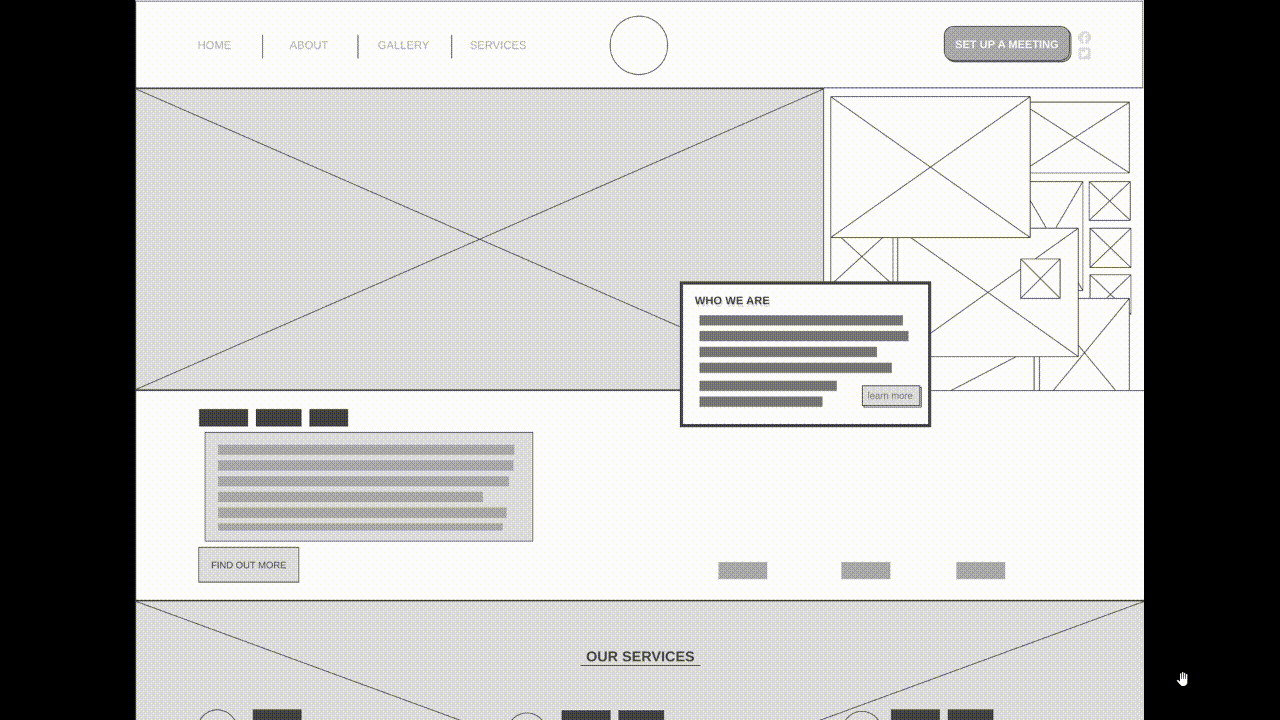 HOME
ABOUT
GALLERY
SERVICES
SET UP A MEETING
WHO WE ARE
learn more
FIND OUT MORE
OUR SERVICES